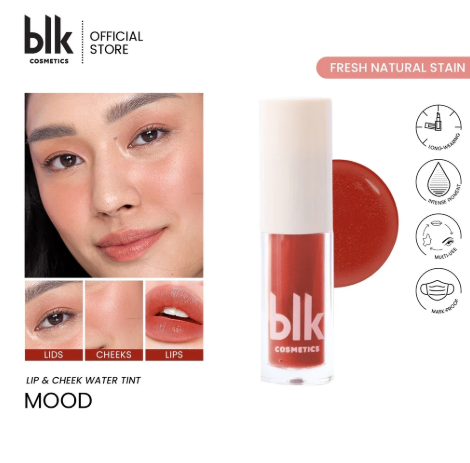 blk
COSMETICS
OFFICIAL
STORE
FRESH NATURAL STAIN
LONG-WEARING
INTENSE PIGMENT
MULTI-USE
MASK-PROOF
blk
COSMETICS
LIDS
CHEEKS
LIPS
LIP & CHEEK WATER TINT
MOOD